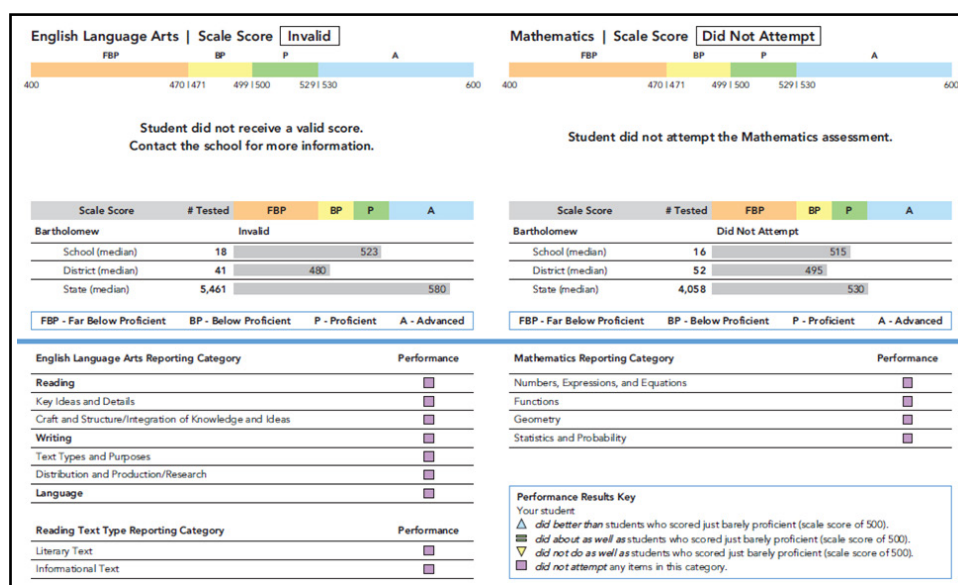 English Language Arts | Scale Score Invalid
FBP BP P A
400 470|471 499|500 529|530 600
Student did not receive a valid score.
Contact the school for more information.
Scale Score # Tested FBP BP P A
Bartholomew Invalid
School (median) 18 523
District (median) 41 480
State (median) 5,461 580
FBP - Far Below Proficient BP - Below Proficient P - Proficient A - Advanced
Mathematics | Scale Score Did Not Attempt
FBP BP P A
400 470|471 499|500 529|530 600
Student did not attempt the Mathematics assessment.
Scale Score # Tested FBP BP P A
Bartholomew Did Not Attempt
School (median) 16 515
District (median) 52 495
State (median) 4,058 530
FBP - Far Below Proficient BP - Below Proficient P - Proficient A - Advanced
English Language Arts Reporting Category Performance
Reading
Key Ideas and Details
Craft and Structure/Integration of Knowledge and Ideas
Writing
Text Types and Purposes
Distribution and Production/Research
Language
Reading Text Type Reporting Category Performance
Literary Text
Informational Text
Mathematics Reporting Category Performance
Numbers, Expressions, and Equations
Functions
Geometry
Statistics and Probability
Performance Results Key
Your student
did better than students who scored just barely proficient (scale score of 500).
did about as well as students who scored just barely proficient (scale score of 500).
did not do as well as students who scored just barely proficient (scale score of 500).
did not attempt any items in this category.